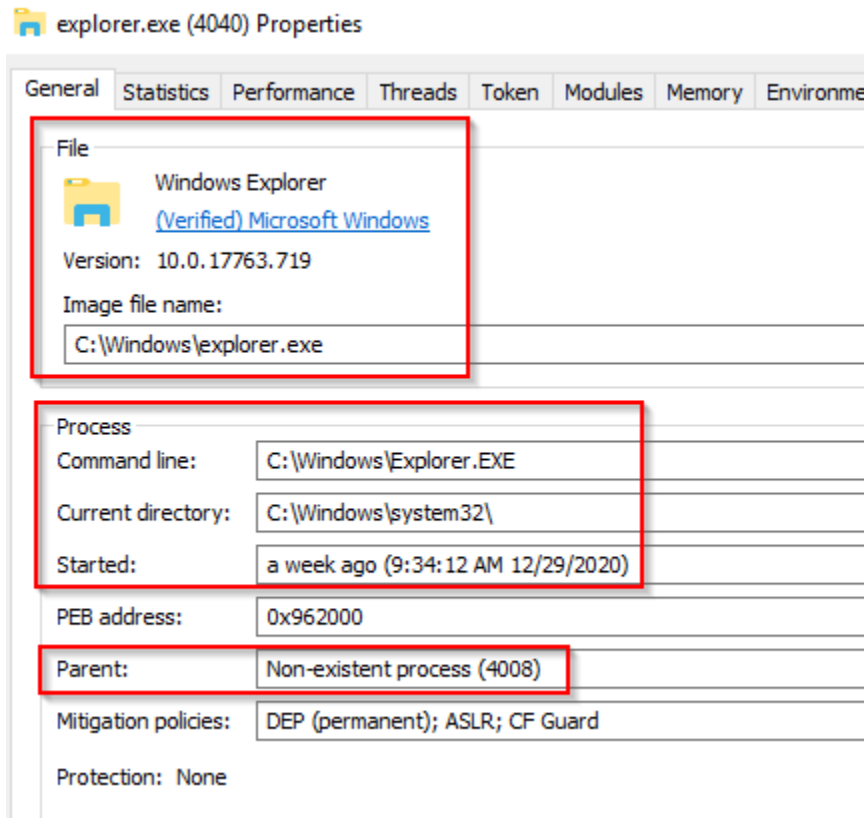 explorer.exe (4040) Properties
General Statistics Performance Threads Token Modules Memory Environme
File
Windows Explorer
(Verified) Microsoft Windows
Version: 10.0.17763.719
Image file name:
C:\Windows\explorer.exe
Process
Command line: C:\Windows\Explorer.EXE
Current directory: C:\Windows\system32\
Started: a week ago (9:34:12 AM 12/29/2020)
PEB address: 0x962000
Parent: Non-existent process (4008)
Mitigation policies: DEP (permanent); ASLR; CF Guard
Protection: None